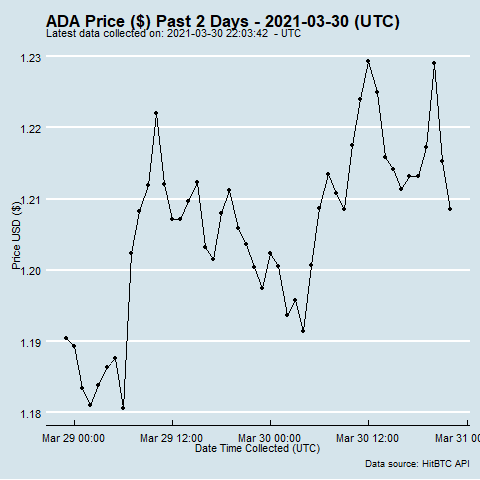 ADA Price ($) Past 2 Days - 2021-03-30 (UTC)
Latest data collected on: 2021-03-30 22:03:42 - UTC
1.23
1.22
1.21
1.20
1.19
1.18
Price USD ($)
Mar 29 00:00 Mar 29 12:00 Mar 30 00:00 Mar 30 12:00 Mar 31 0
Date Time Collected (UTC)
Data source: HitBTC API